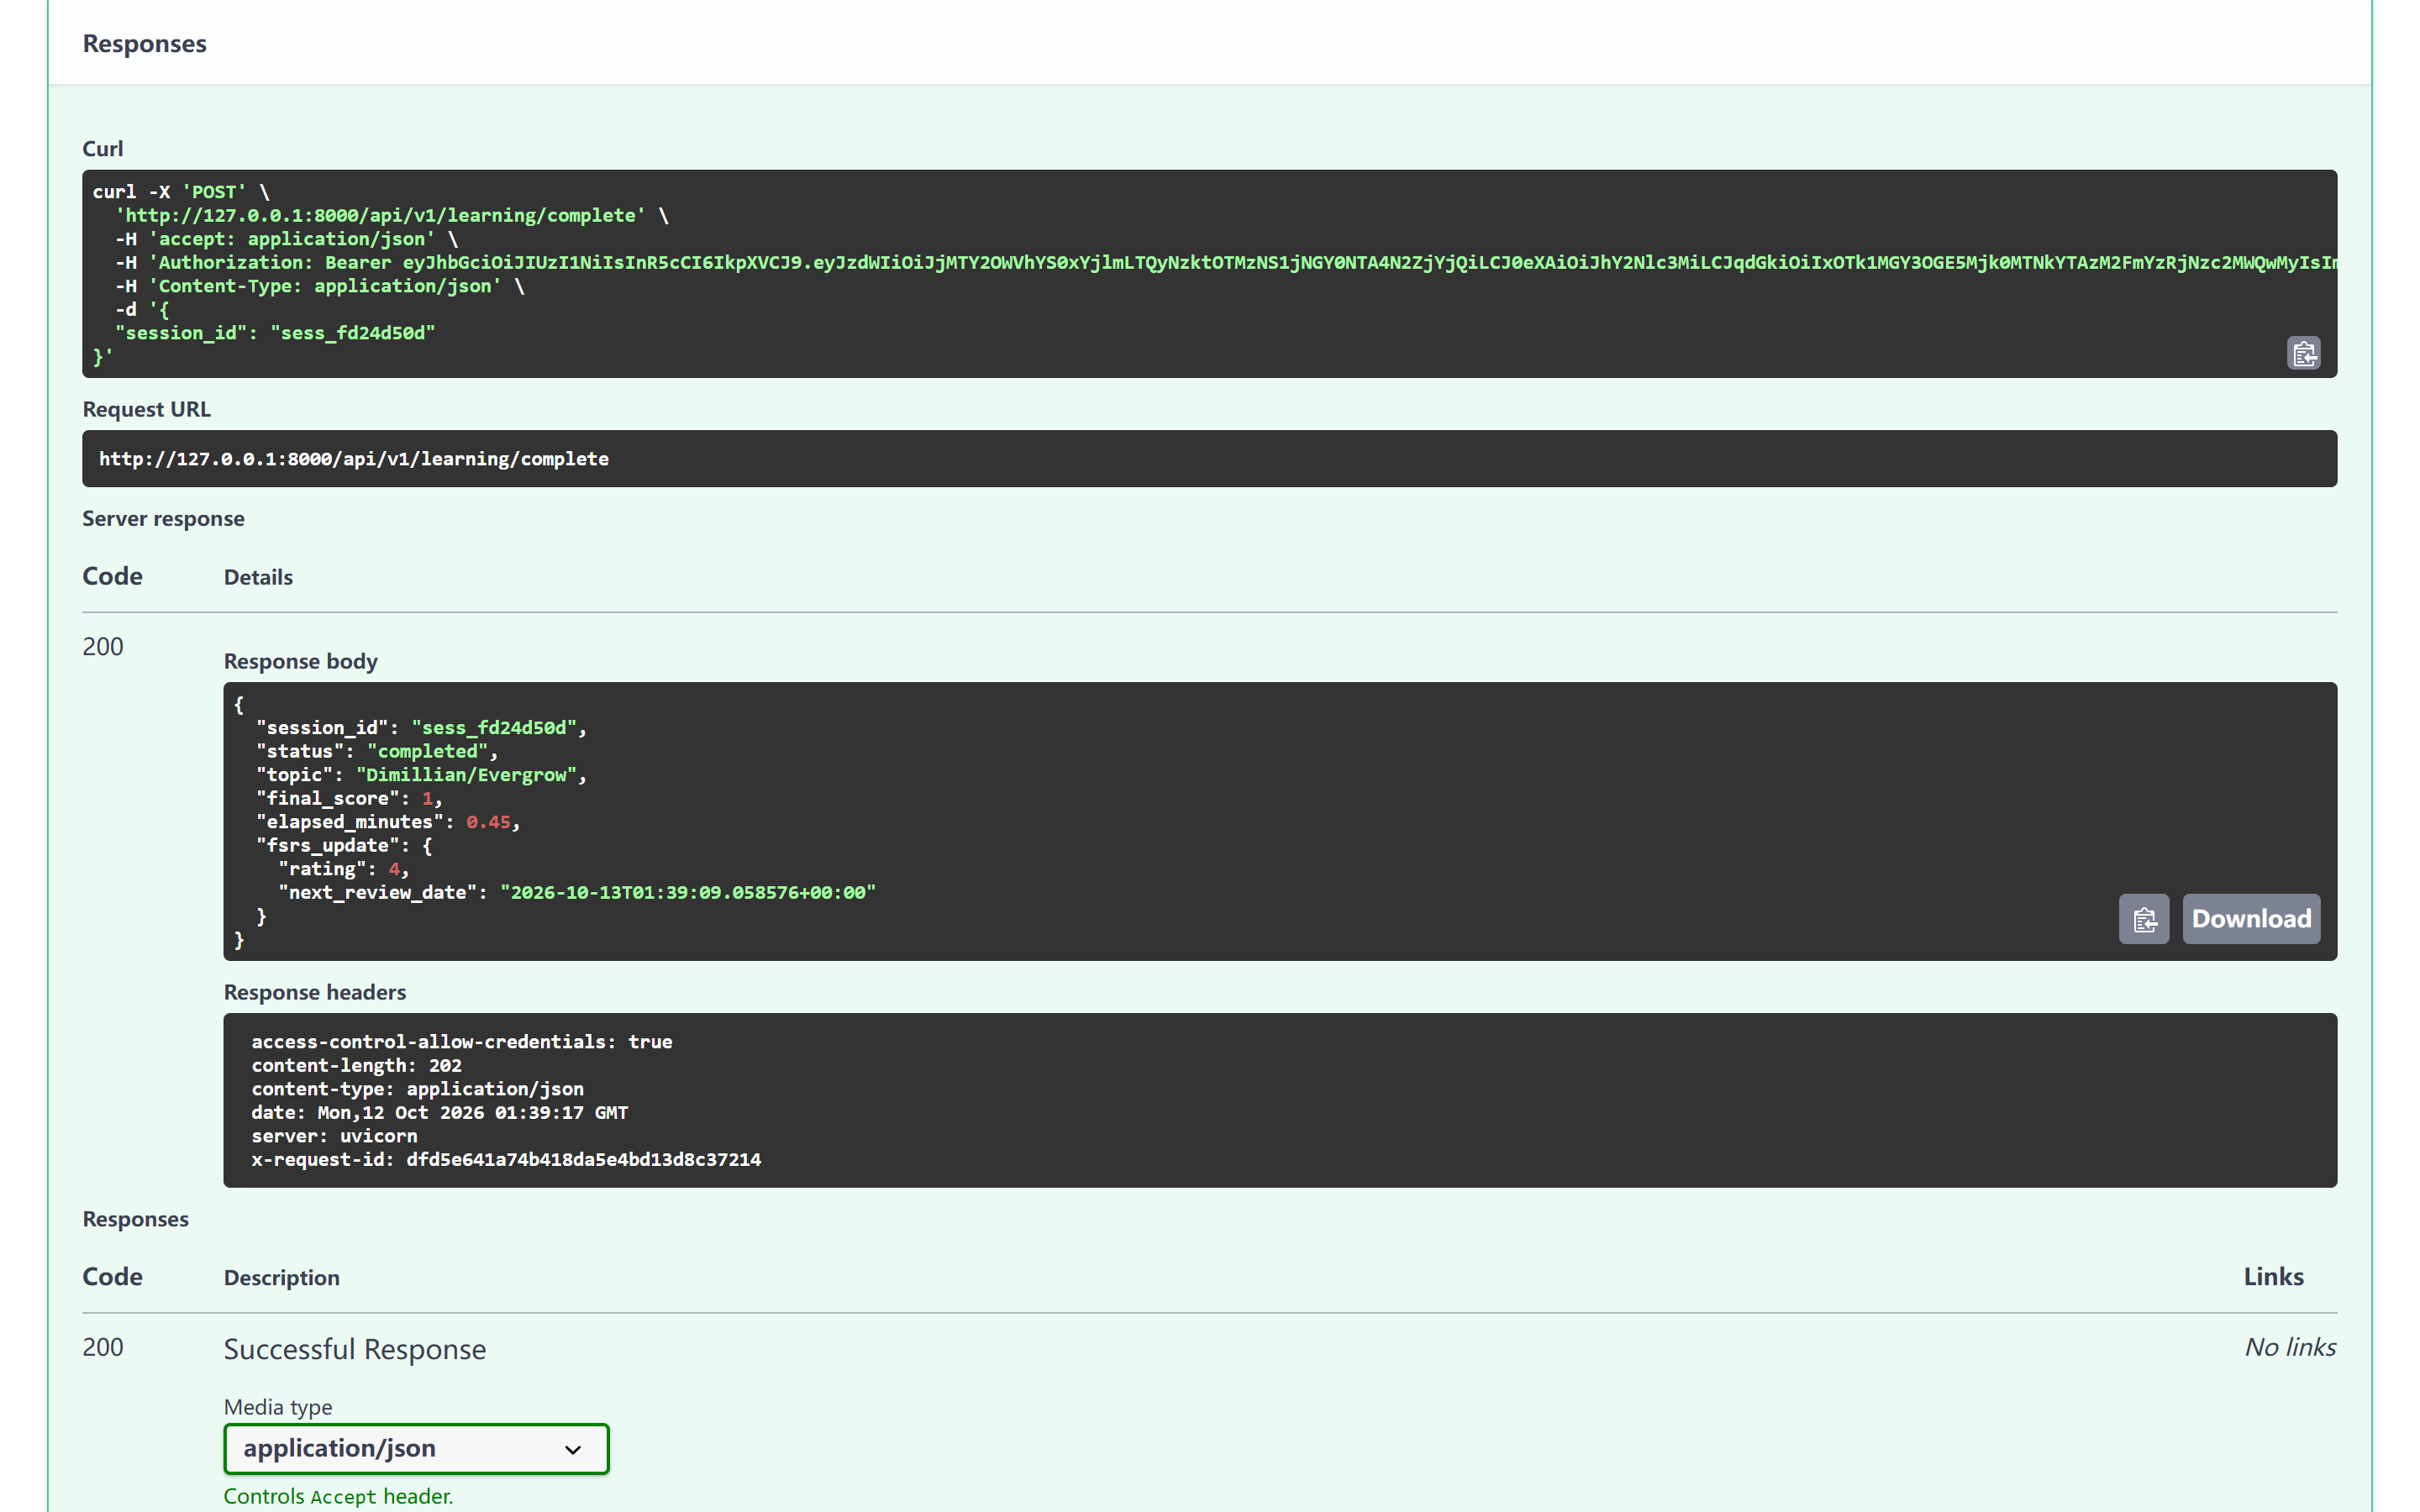 Responses
Curl
curl -X 'POST' \
'http://127.0.0.1:8000/api/v1/learning/complete' \
-H 'accept: application/json' \
-H 'Authorization: Bearer eyJhbGciOiJIUzI1NiIsInR5cCI6IkpXVCJ9.eyJzdWIiOiJjMTY2OWVhYS0xYjlmLTQyNzktOTMzNS1jNGY0NTA4N2ZjYjQiLCJ0eXAiOiJhY2Nlc3MiLCJqdGkiOiIxOTk1MGY3OGE5Mjk0MTNkYTAzM2FmYzRjNzc2MWQwMyIsIm
-H 'Content-Type: application/json' \
-d '{
"session_id": "sess_fd24d50d"
}'
Request URL
http://127.0.0.1:8000/api/v1/learning/complete
Server response
Code Details
200
Response body
{
"session_id": "sess_fd24d50d",
"status": "completed",
"topic": "Dimillian/Evergrow",
"final_score": 1,
"elapsed_minutes": 0.45,
"fsrs_update": {
"rating": 4,
"next_review_date": "2026-10-13T01:39:09.058576+00:00"
}
}
Download
Response headers
access-control-allow-credentials: true
content-length: 202
content-type: application/json
date: Mon,12 Oct 2026 01:39:17 GMT
server: uvicorn
x-request-id: dfd5e641a74b418da5e4bd13d8c37214
Responses
Code Description Links
200 Successful Response No links
Media type
application/json
Controls Accept header.